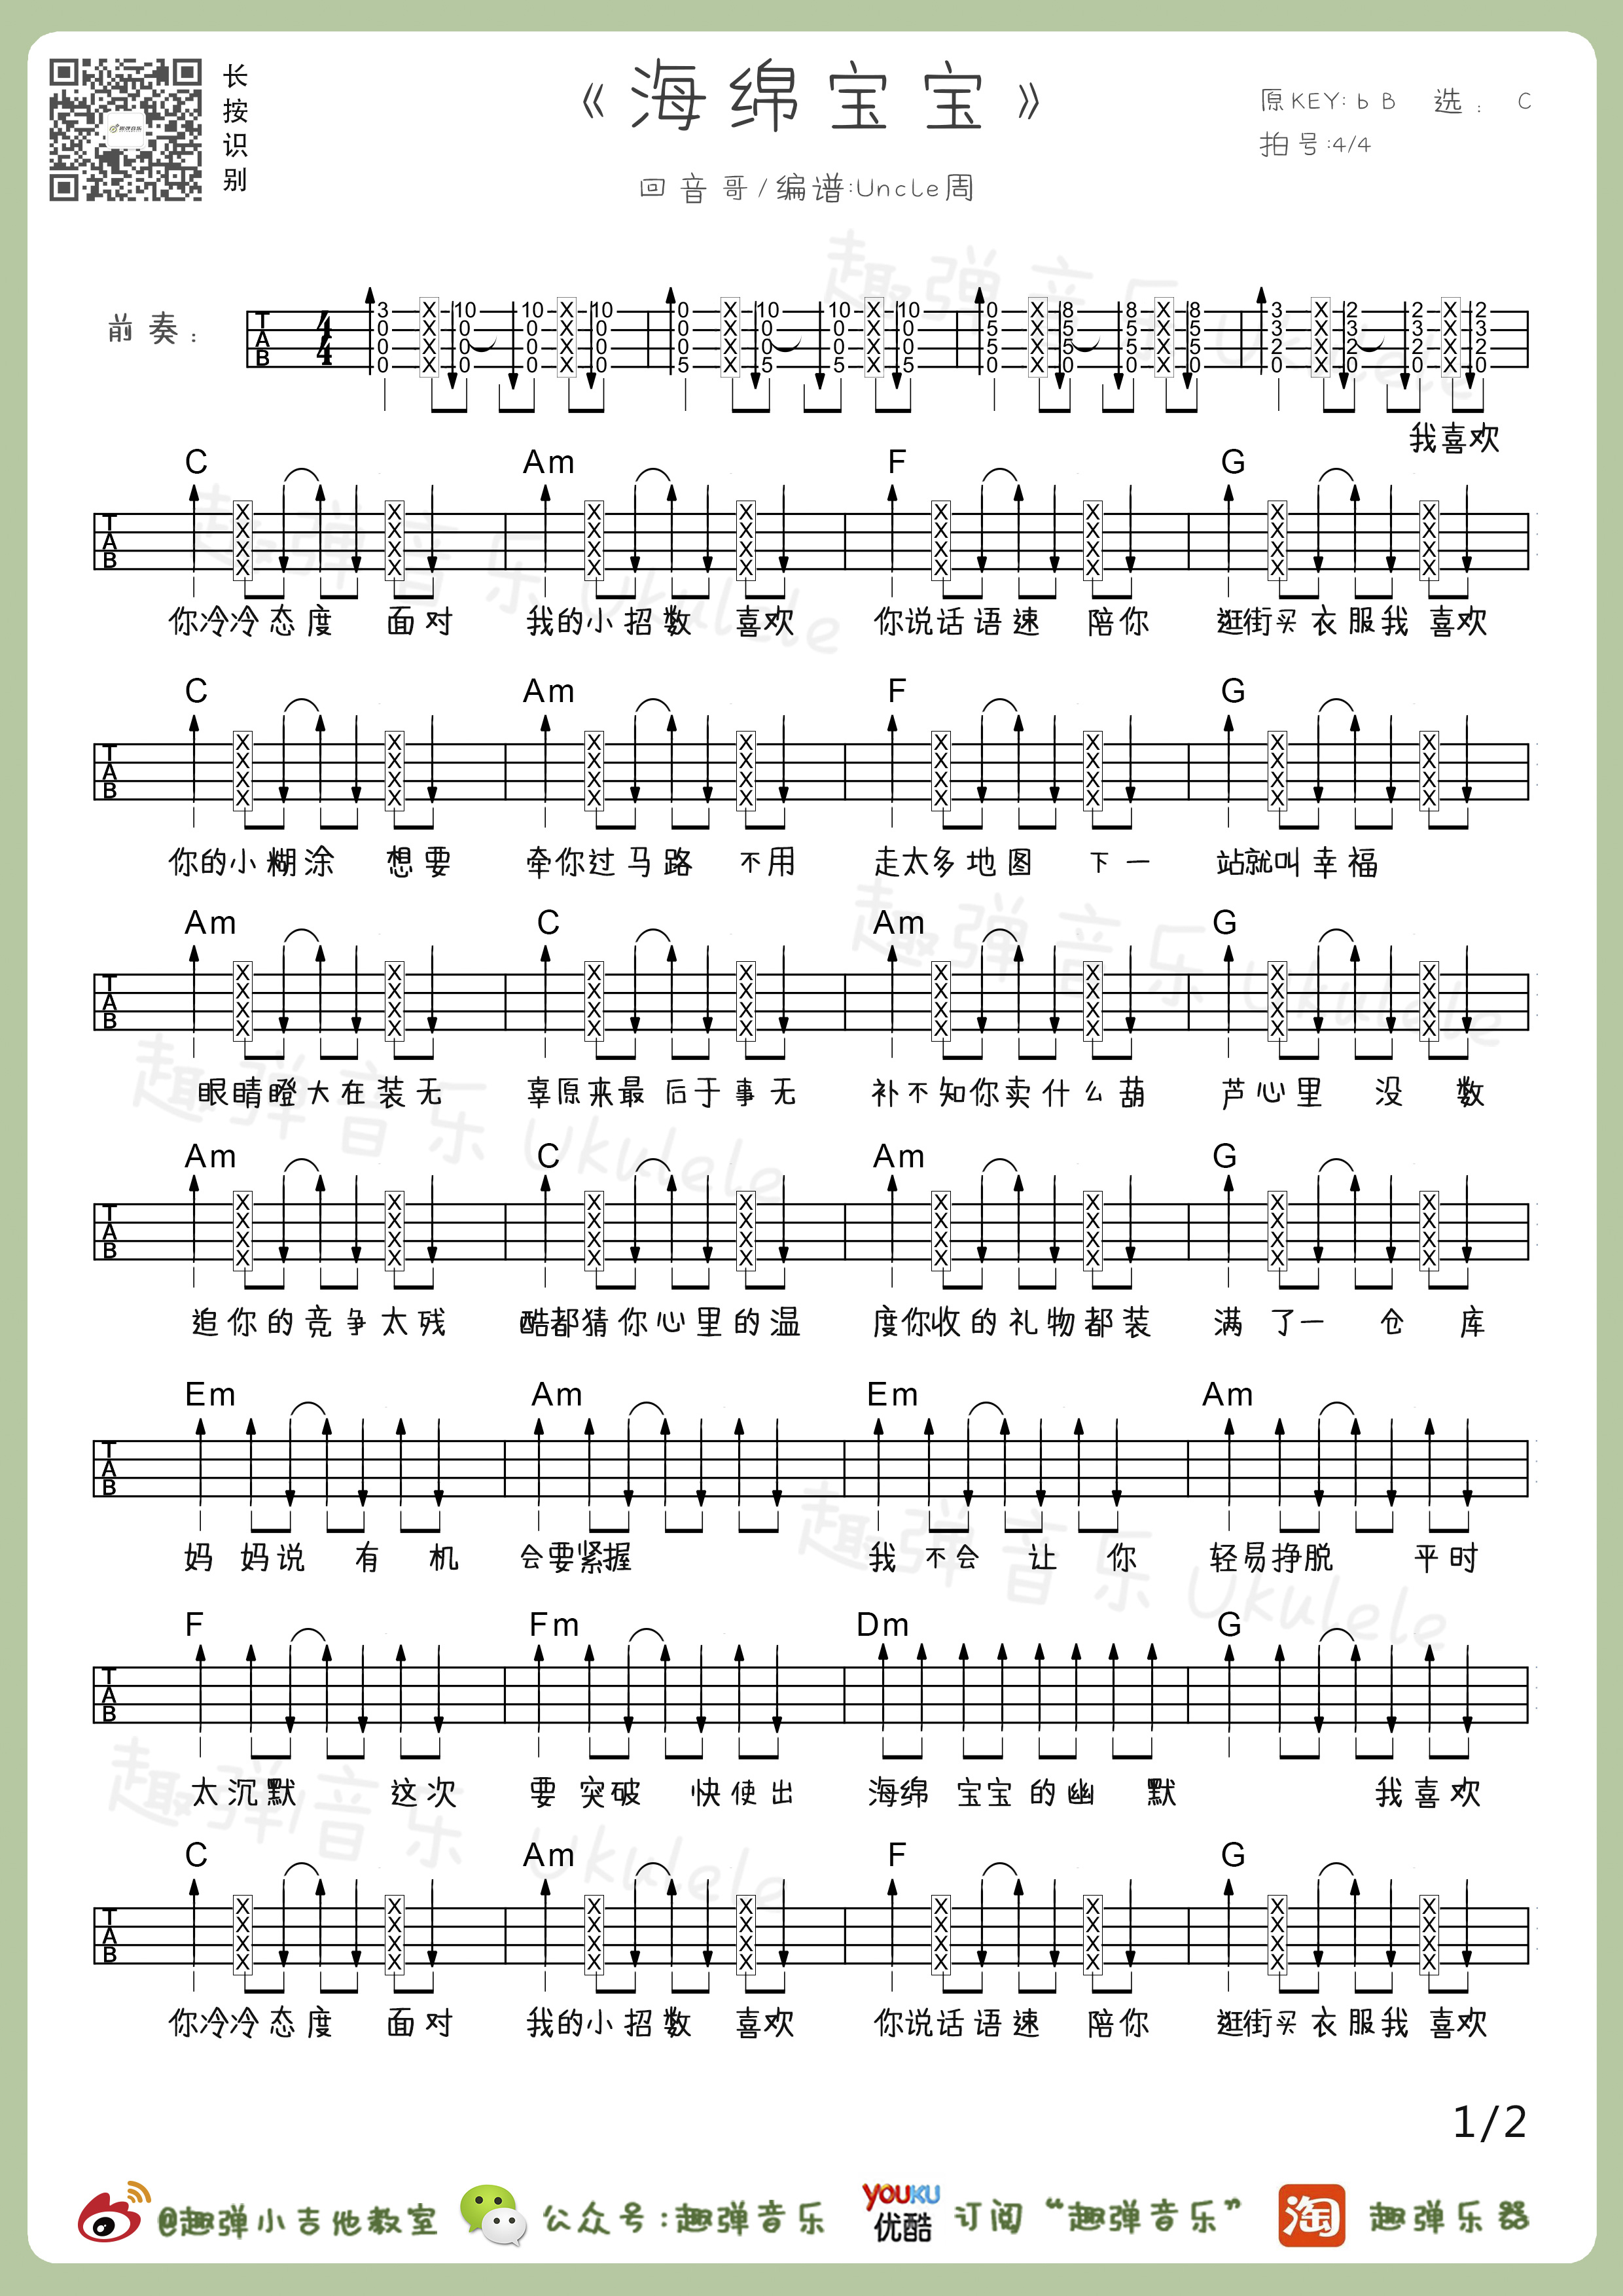 长按识别
《海绵宝宝》
原KEY: b B 选: C
拍号:4/4
回音哥/编谱:Uncle周
前奏:
我喜欢
C Am F G
你冷冷态度 面对 我的小招数 喜欢 你说话语速 陪你 逛街买衣服我 喜欢
C Am F G
你的小糊涂 想要 牵你过马路 不用 走太多地图 下一 站就叫幸福
Am C Am G
眼睛瞪大在装无 辜原来最后于事无 补不知你卖什么葫 芦心里 没 数
Am C Am G
追你的竞争太残 酷都猜你心里的温 度你收的礼物都装 满了一 仓 库
Em Am Em Am
妈妈说 有 机 会要紧握 我不会 让 你 轻易挣脱 平时
F Fm Dm G
太沉默 这次 要突破 快使出 海绵宝宝的幽 默 我喜欢
C Am F G
你冷冷态度 面对 我的小招数 喜欢 你说话语速 陪你 逛街买衣服我 喜欢
1/2
@趣弹小吉他教室 公众号:趣弹音乐 YOUKU 优酷 订阅“趣弹音乐” 淘 趣弹乐器
趣弹音乐 Ukulele